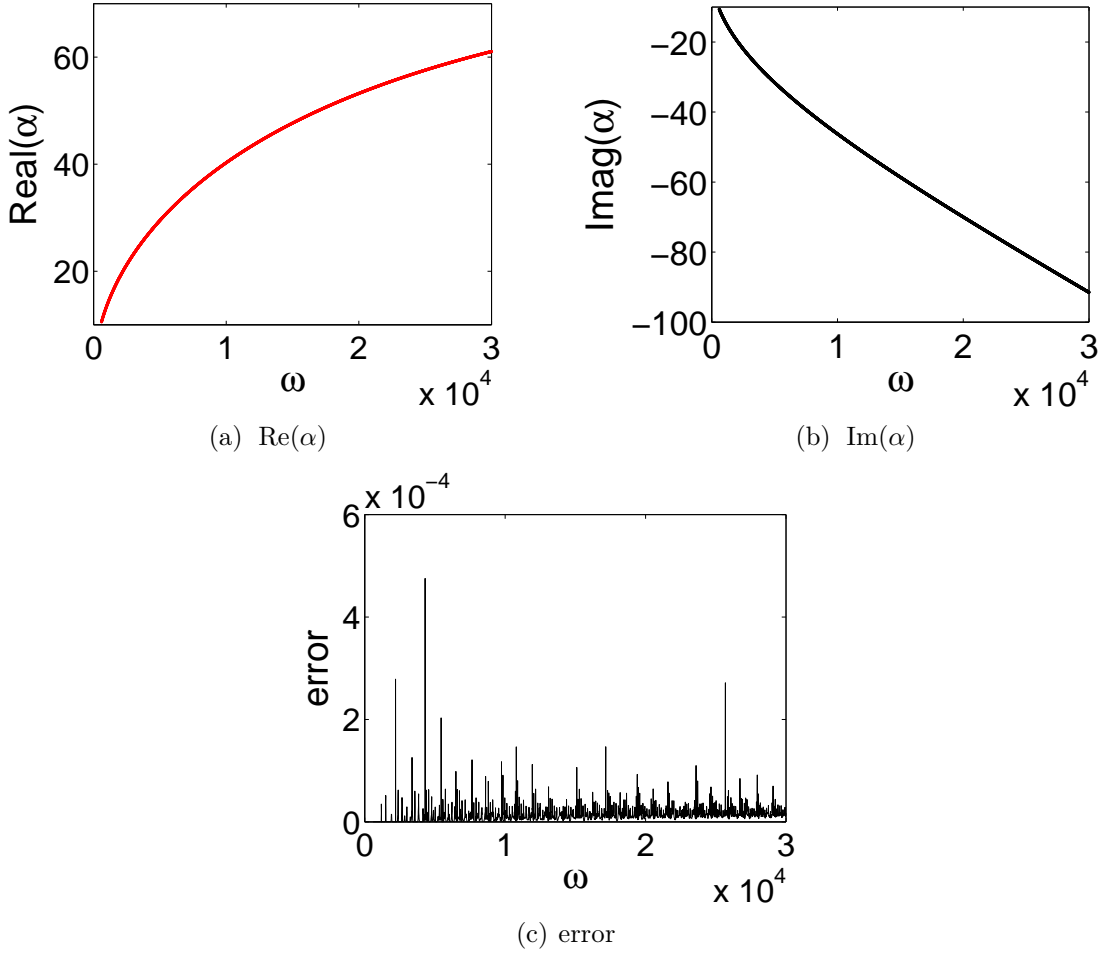 Real(α)
60
40
20
0
1
2
3
ω
x 10^4
(a) Re(α)
Imag(α)
−20
−40
−60
−80
−100
0
1
2
3
ω
x 10^4
(b) Im(α)
x 10^−4
error
6
4
2
0
0
1
2
3
ω
x 10^4
(c) error